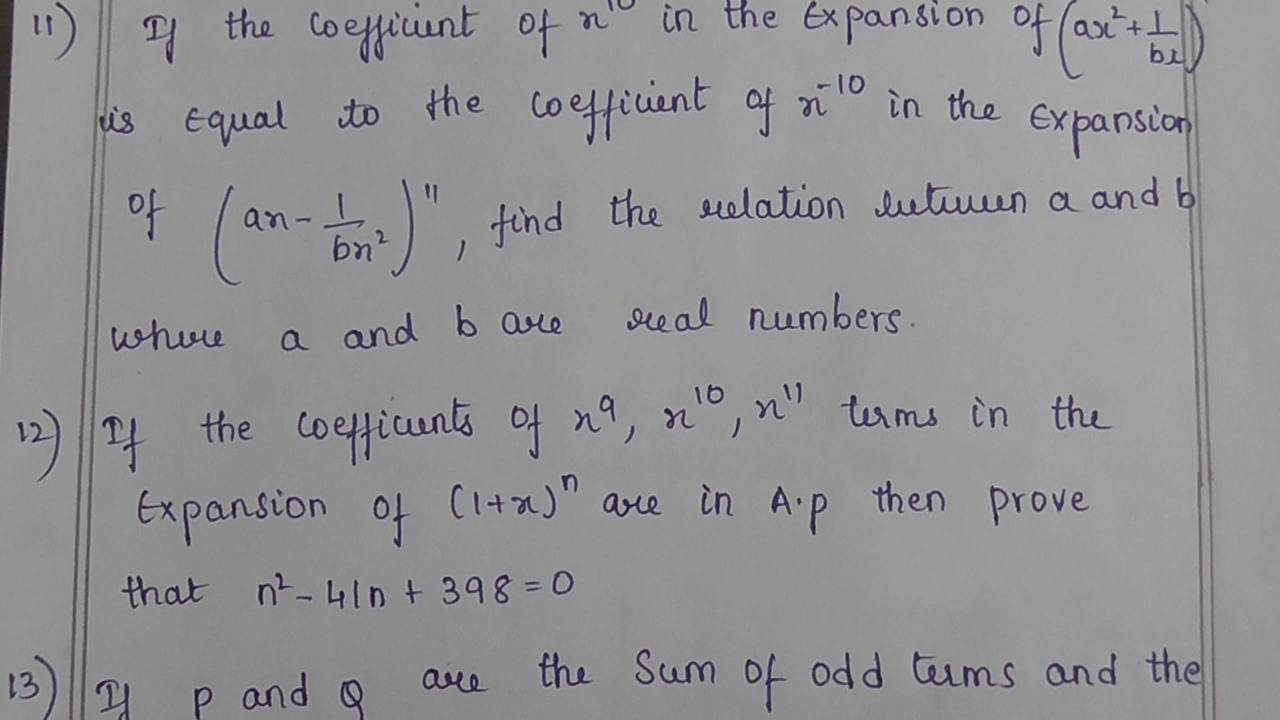 11) If the coefficient of x¹⁰ in the Expansion of (ax² + 1/bx)
is Equal to the coefficient of x⁻¹⁰ in the Expansion
of (ax - 1/bx²)¹¹, find the relation between a and b
where a and b are real numbers.
12) If the coefficients of x⁹, x¹⁰, x¹¹ terms in the
Expansion of (1+x)ⁿ are in A.p then prove
that n² - 41n + 398 = 0
13) If p and Q are the Sum of odd terms and the